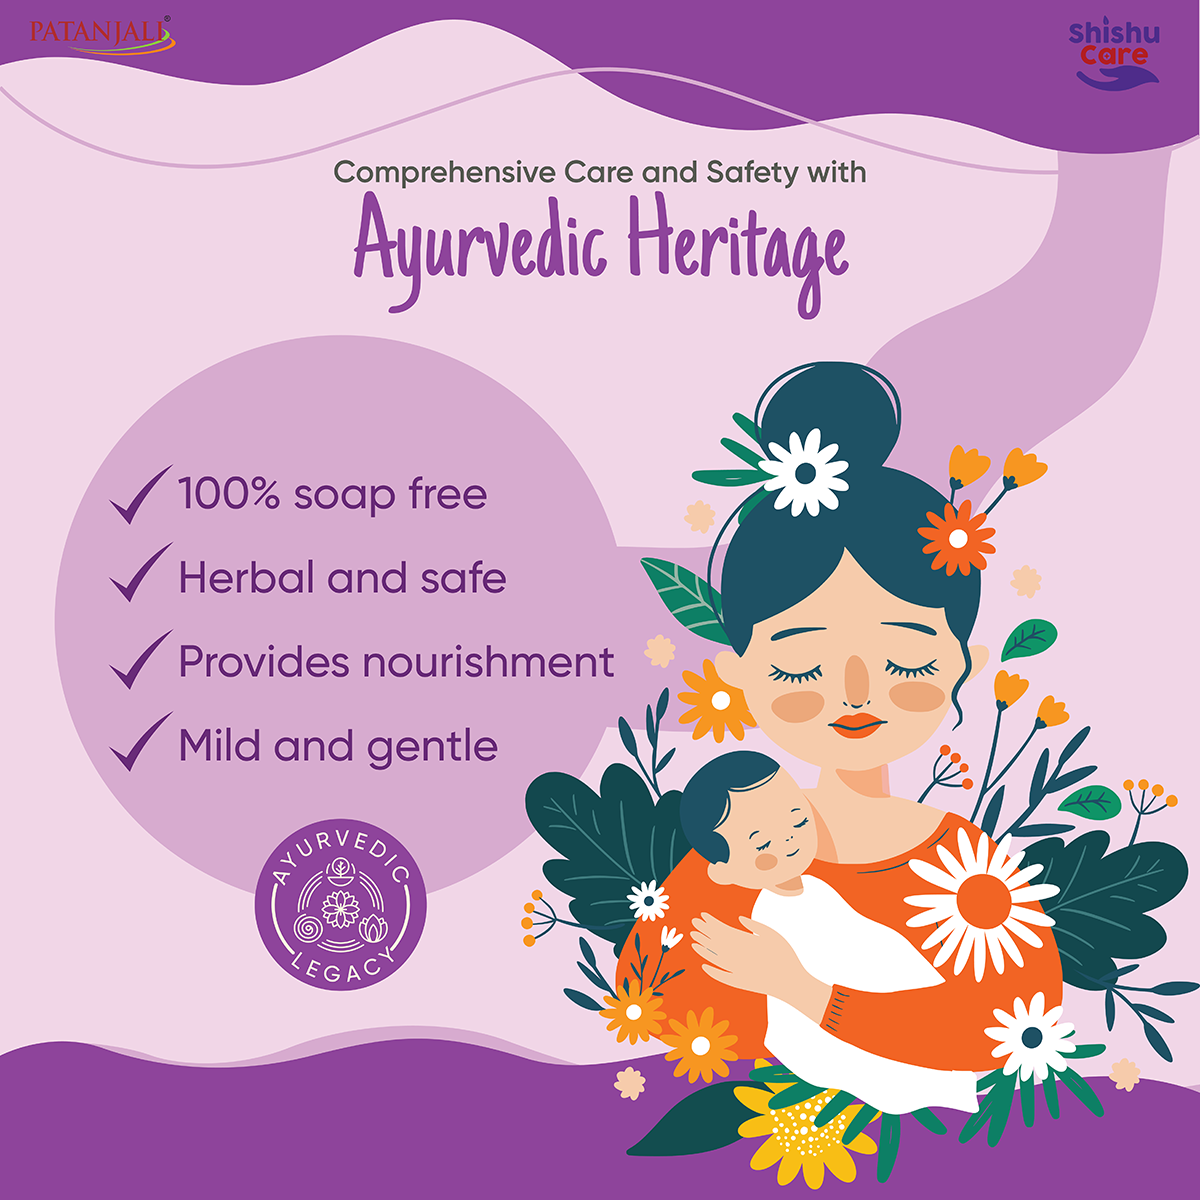 PATANJALI®
Shishu
Care
Comprehensive Care and Safety with
Ayurvedic Heritage
100% soap free
Herbal and safe
Provides nourishment
Mild and gentle
AYURVEDIC
LEGACY